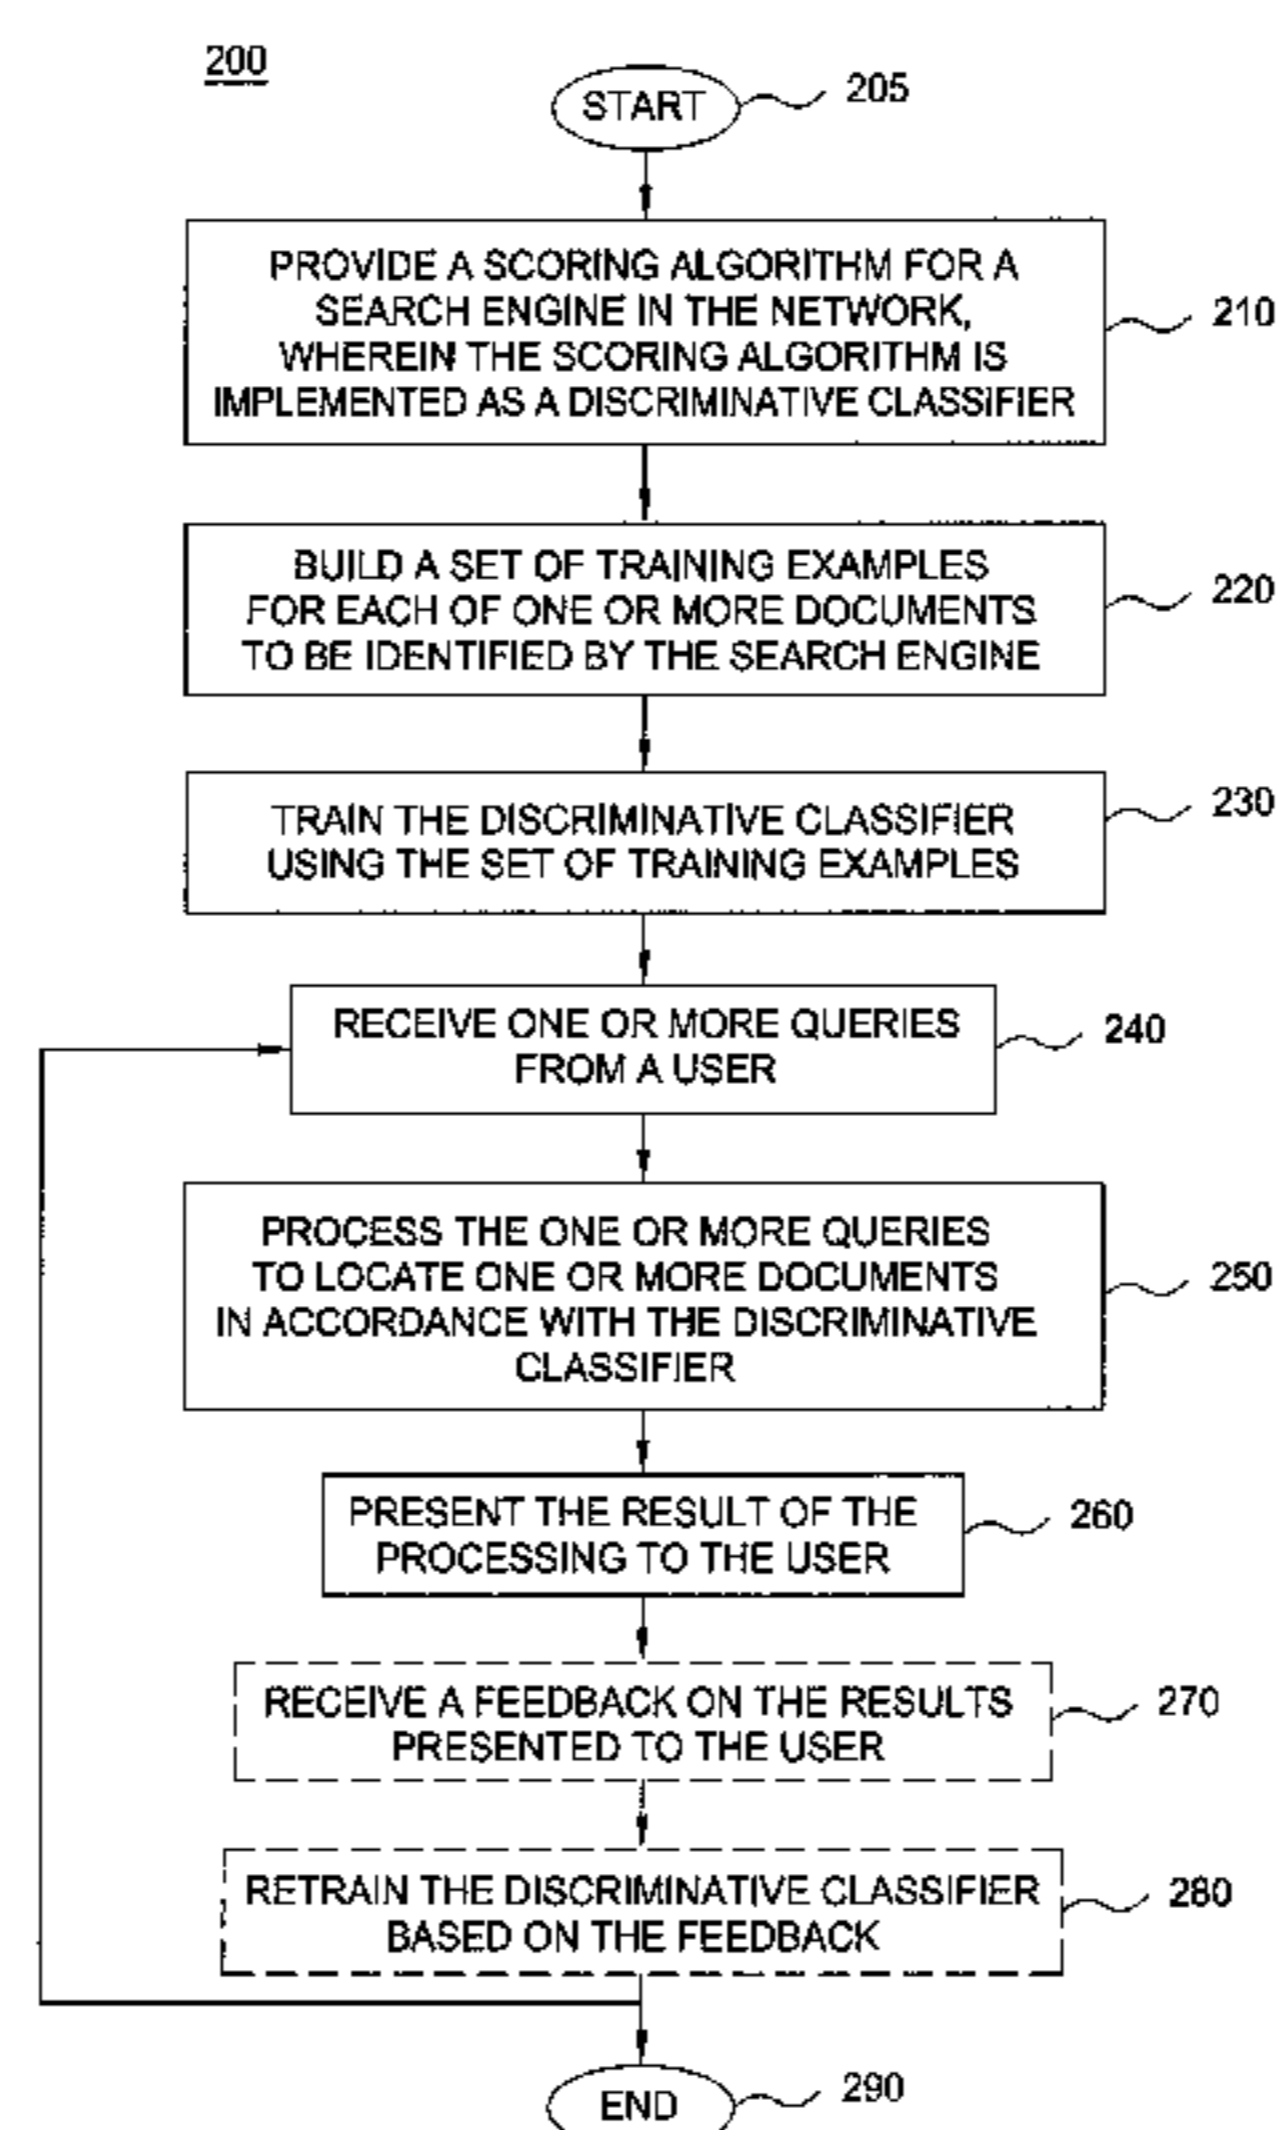 200
START
205
PROVIDE A SCORING ALGORITHM FOR A
SEARCH ENGINE IN THE NETWORK,
WHEREIN THE SCORING ALGORITHM IS
IMPLEMENTED AS A DISCRIMINATIVE CLASSIFIER
210
BUILD A SET OF TRAINING EXAMPLES
FOR EACH OF ONE OR MORE DOCUMENTS
TO BE IDENTIFIED BY THE SEARCH ENGINE
220
TRAIN THE DISCRIMINATIVE CLASSIFIER
USING THE SET OF TRAINING EXAMPLES
230
RECEIVE ONE OR MORE QUERIES
FROM A USER
240
PROCESS THE ONE OR MORE QUERIES
TO LOCATE ONE OR MORE DOCUMENTS
IN ACCORDANCE WITH THE DISCRIMINATIVE
CLASSIFIER
250
PRESENT THE RESULT OF THE
PROCESSING TO THE USER
260
RECEIVE A FEEDBACK ON THE RESULTS
PRESENTED TO THE USER
270
RETRAIN THE DISCRIMINATIVE CLASSIFIER
BASED ON THE FEEDBACK
280
END
290